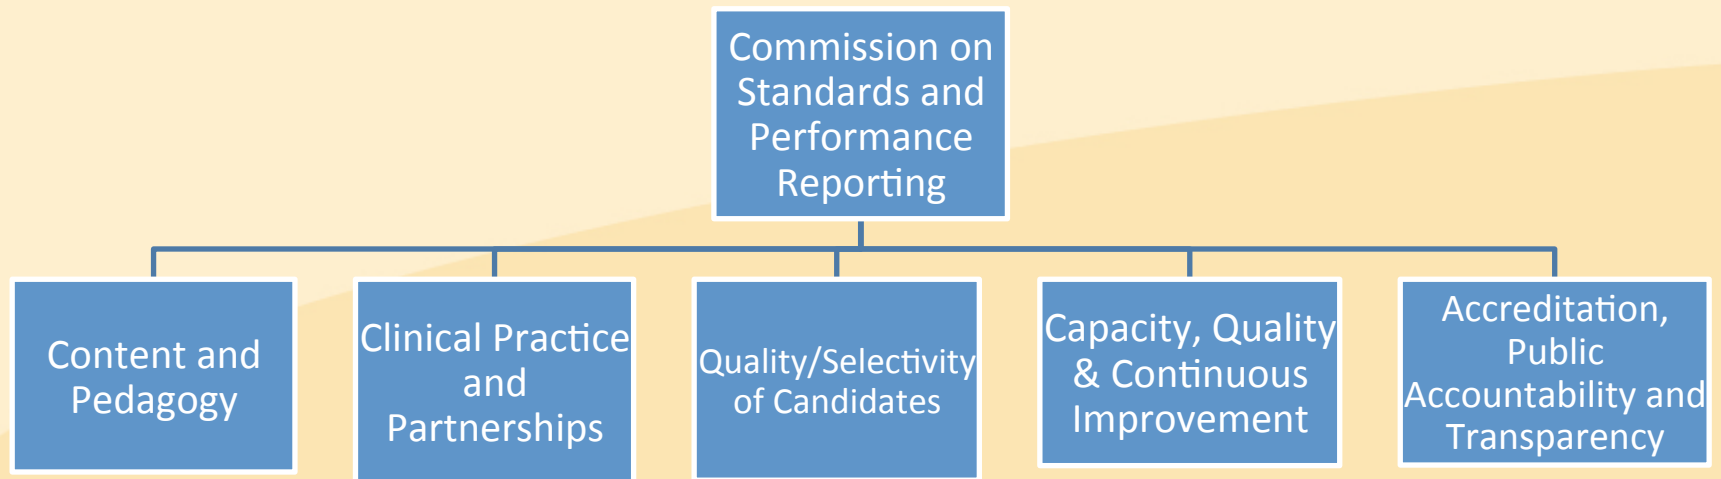 Commission on
Standards and
Performance
Reporting
Content and
Pedagogy
Clinical Practice
and
Partnerships
Quality/Selectivity
of Candidates
Capacity, Quality
& Continuous
Improvement
Accreditation,
Public
Accountability and
Transparency